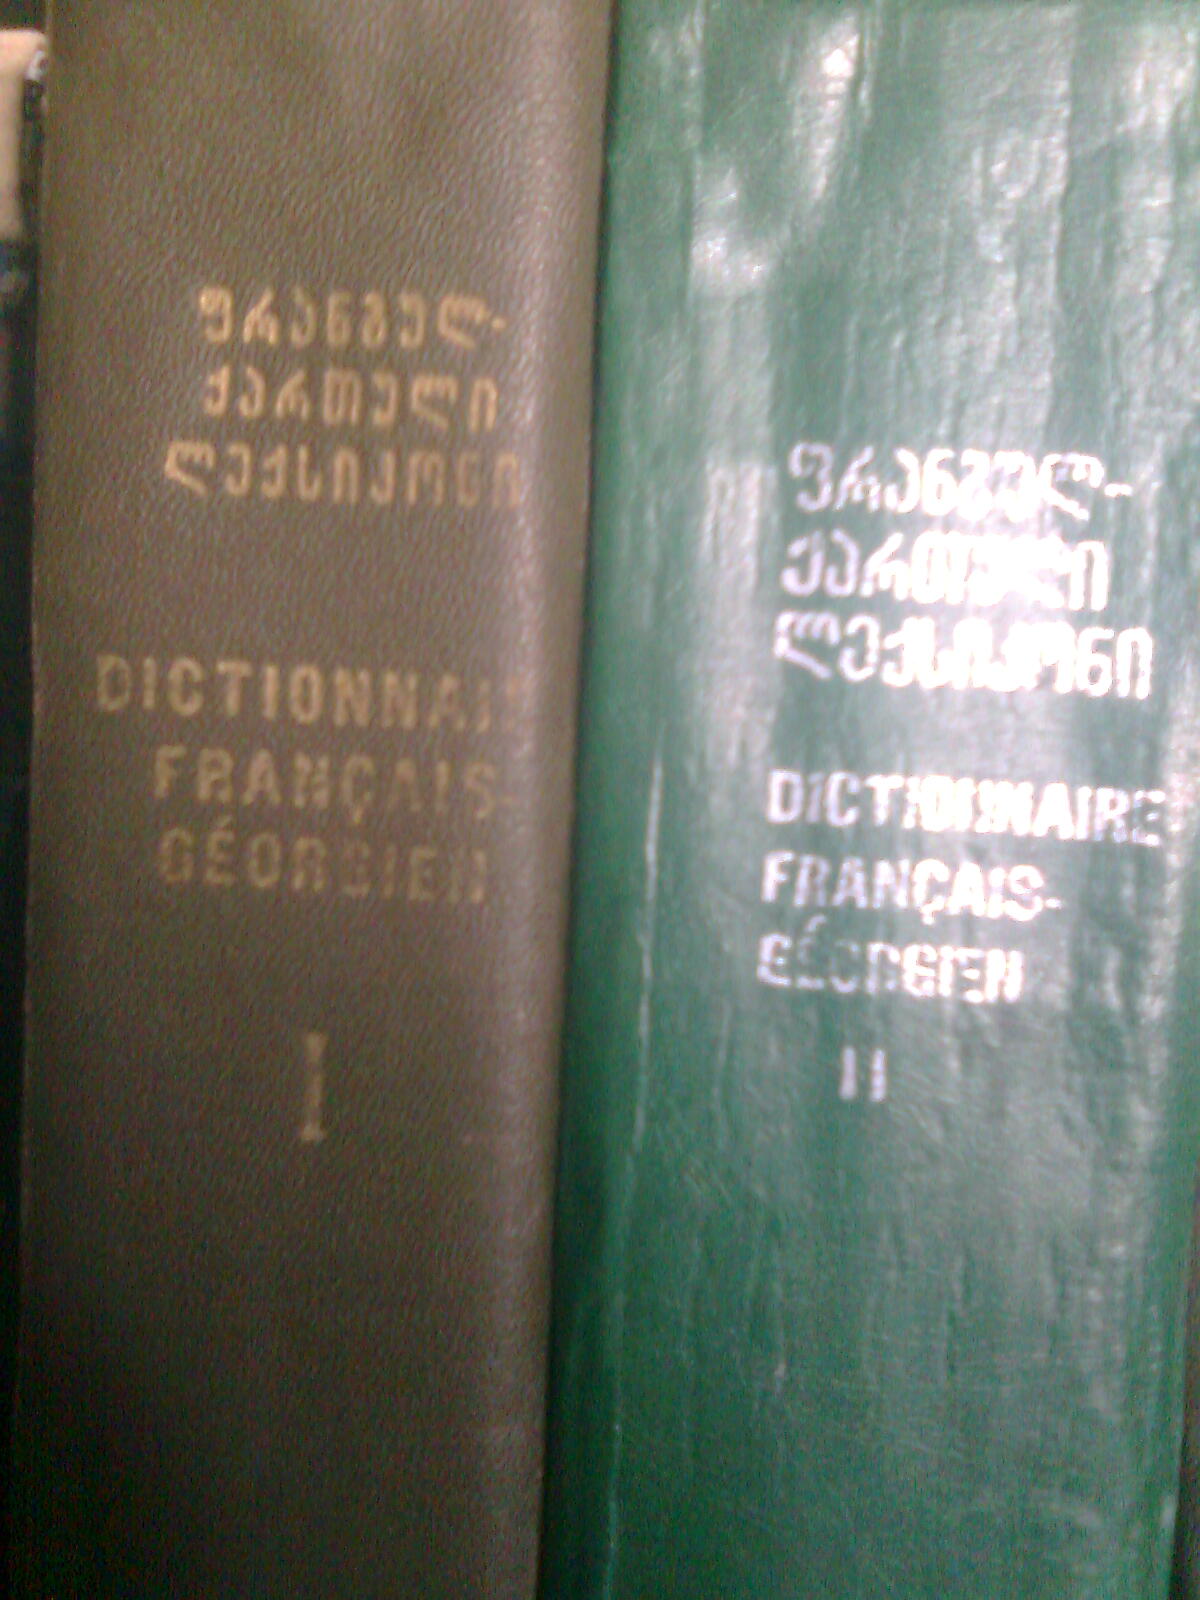 ფრანგულ-
ქართული
ლექსიკონი
DICTIONNAI
FRANÇAIS-
GÉORGIEN
I
ფრანგულ-
ქართული
ლექსიკონი
DICTIONNAIRE
FRANÇAIS-
GÉORGIEN
II